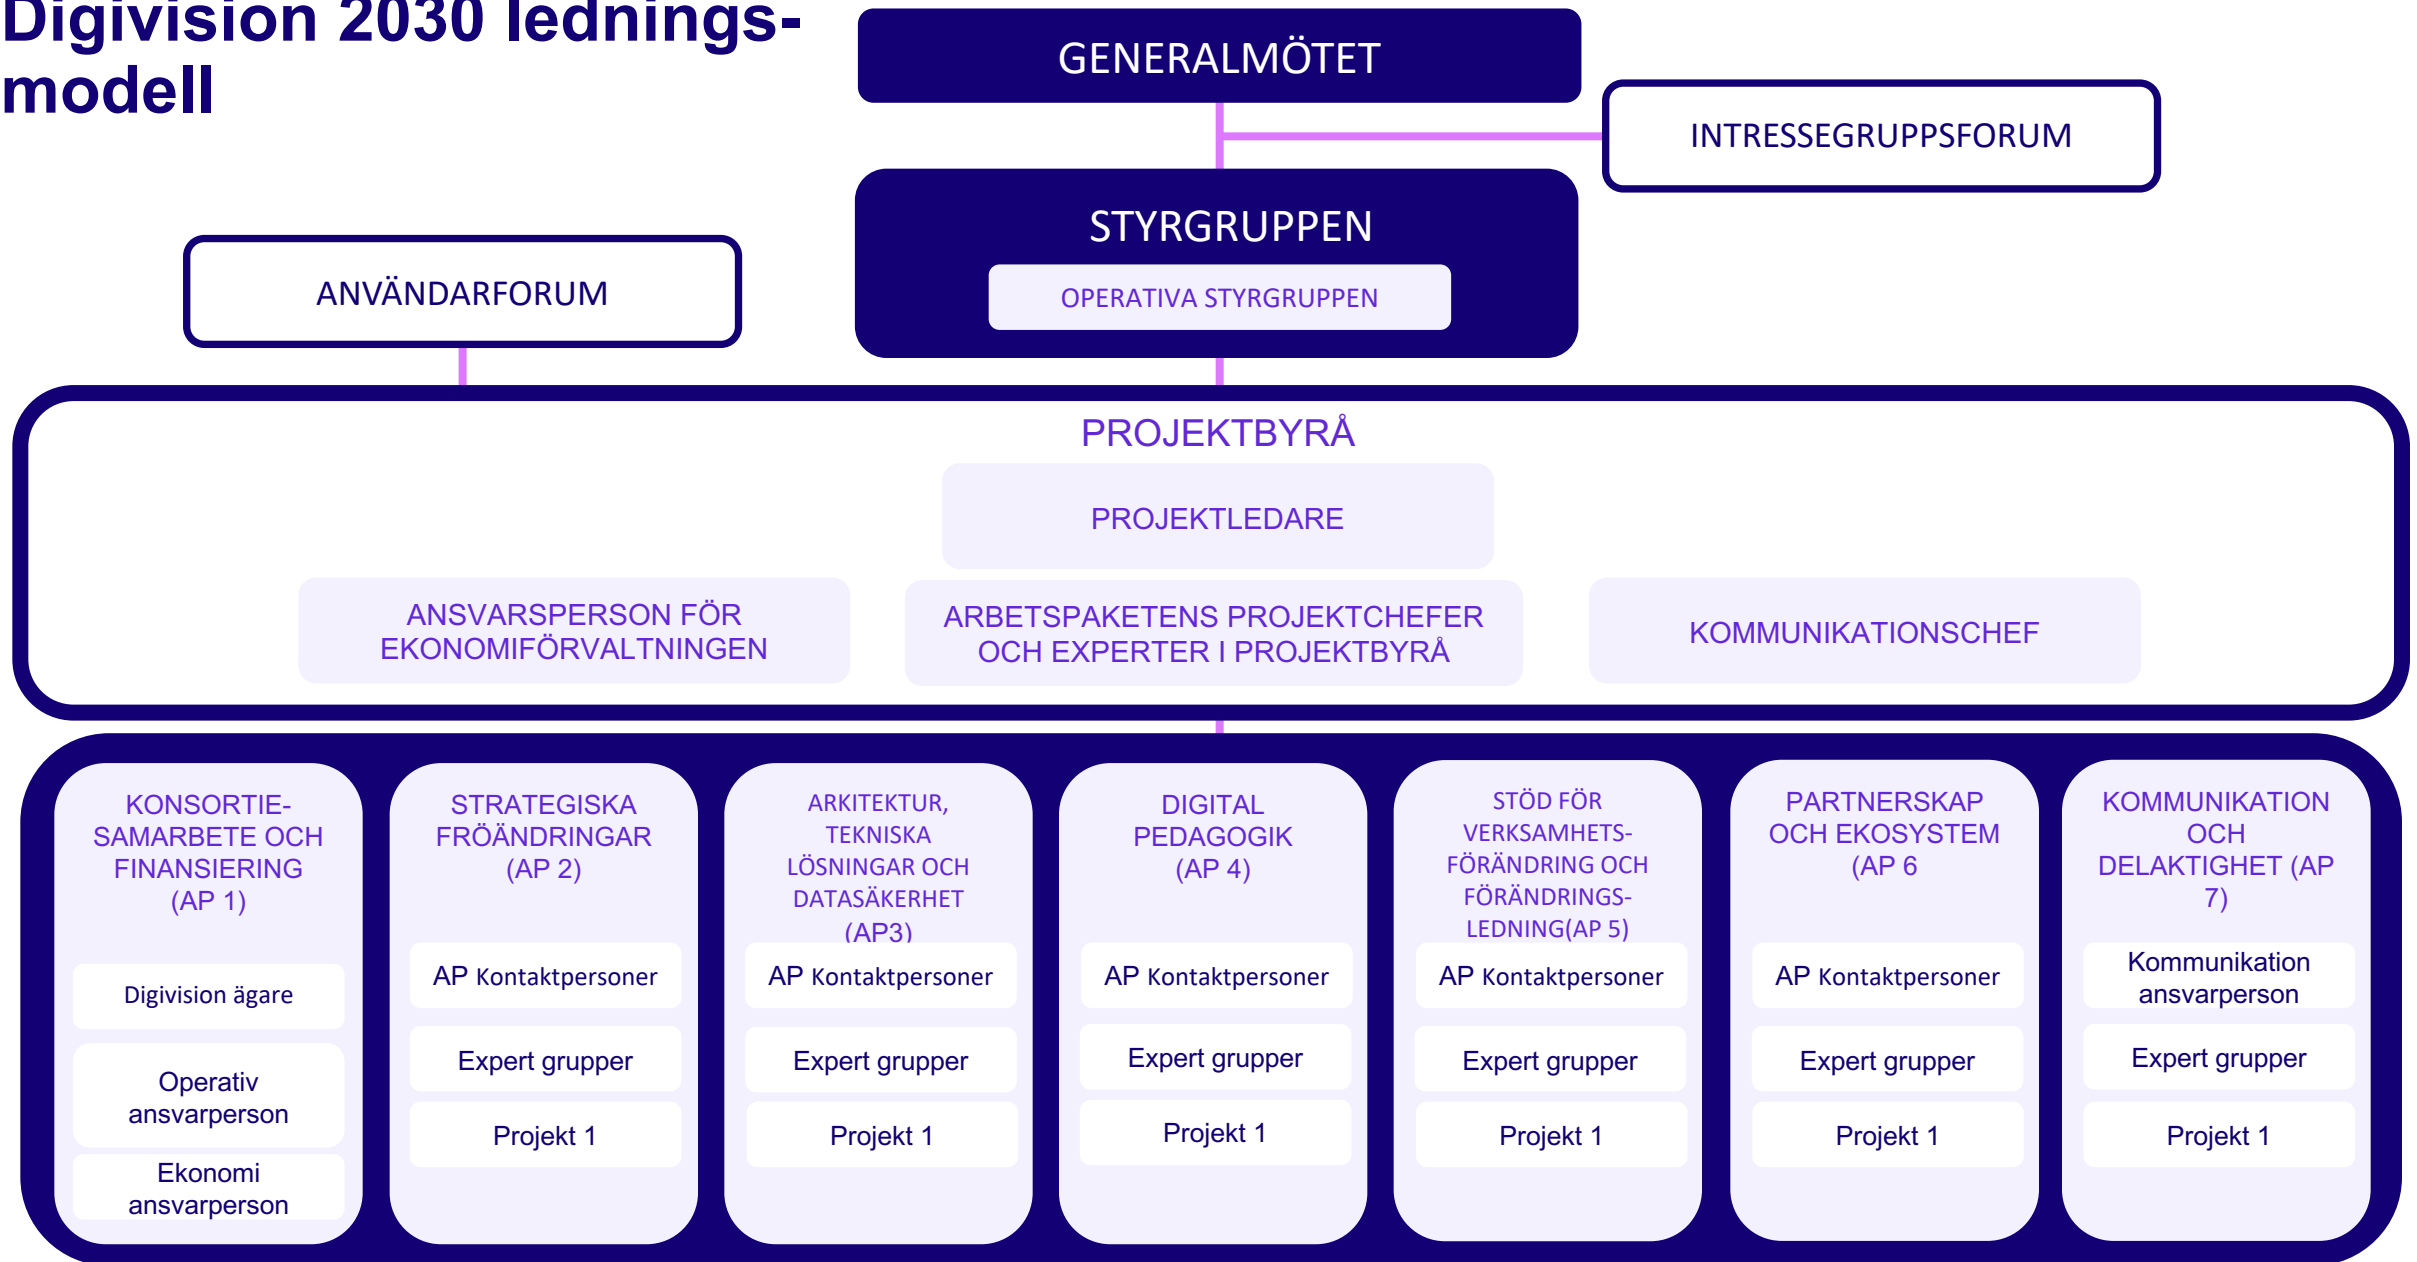 Digivision 2030 lednings-
modell
GENERALMÖTET
INTRESSEGRUPPSFORUM
STYRGRUPPEN
OPERATIVA STYRGRUPPEN
ANVÄNDARFORUM
PROJEKTBYRÅ
PROJEKTLEDARE
ANSVARSPERSON FÖR
EKONOMIFÖRVALTNINGEN
ARBETSPAKETENS PROJEKTCHEFER
OCH EXPERTER I PROJEKTBYRÅ
KOMMUNIKATIONSCHEF
KONSORTIE-
SAMARBETE OCH
FINANSIERING
(AP 1)
Digivision ägare
Operativ
ansvarperson
Ekonomi
ansvarperson
STRATEGISKA
FRÖÄNDRINGAR
(AP 2)
AP Kontaktpersoner
Expert grupper
Projekt 1
ARKITEKTUR,
TEKNISKA
LÖSNINGAR OCH
DATASÄKERHET
(AP3)
AP Kontaktpersoner
Expert grupper
Projekt 1
DIGITAL
PEDAGOGIK
(AP 4)
AP Kontaktpersoner
Expert grupper
Projekt 1
STÖD FÖR
VERKSAMHETS-
FÖRÄNDRING OCH
FÖRÄNDRINGS-
LEDNING(AP 5)
AP Kontaktpersoner
Expert grupper
Projekt 1
PARTNERSKAP
OCH EKOSYSTEM
(AP 6
AP Kontaktpersoner
Expert grupper
Projekt 1
KOMMUNIKATION
OCH
DELAKTIGHET (AP
7)
Kommunikation
ansvarperson
Expert grupper
Projekt 1